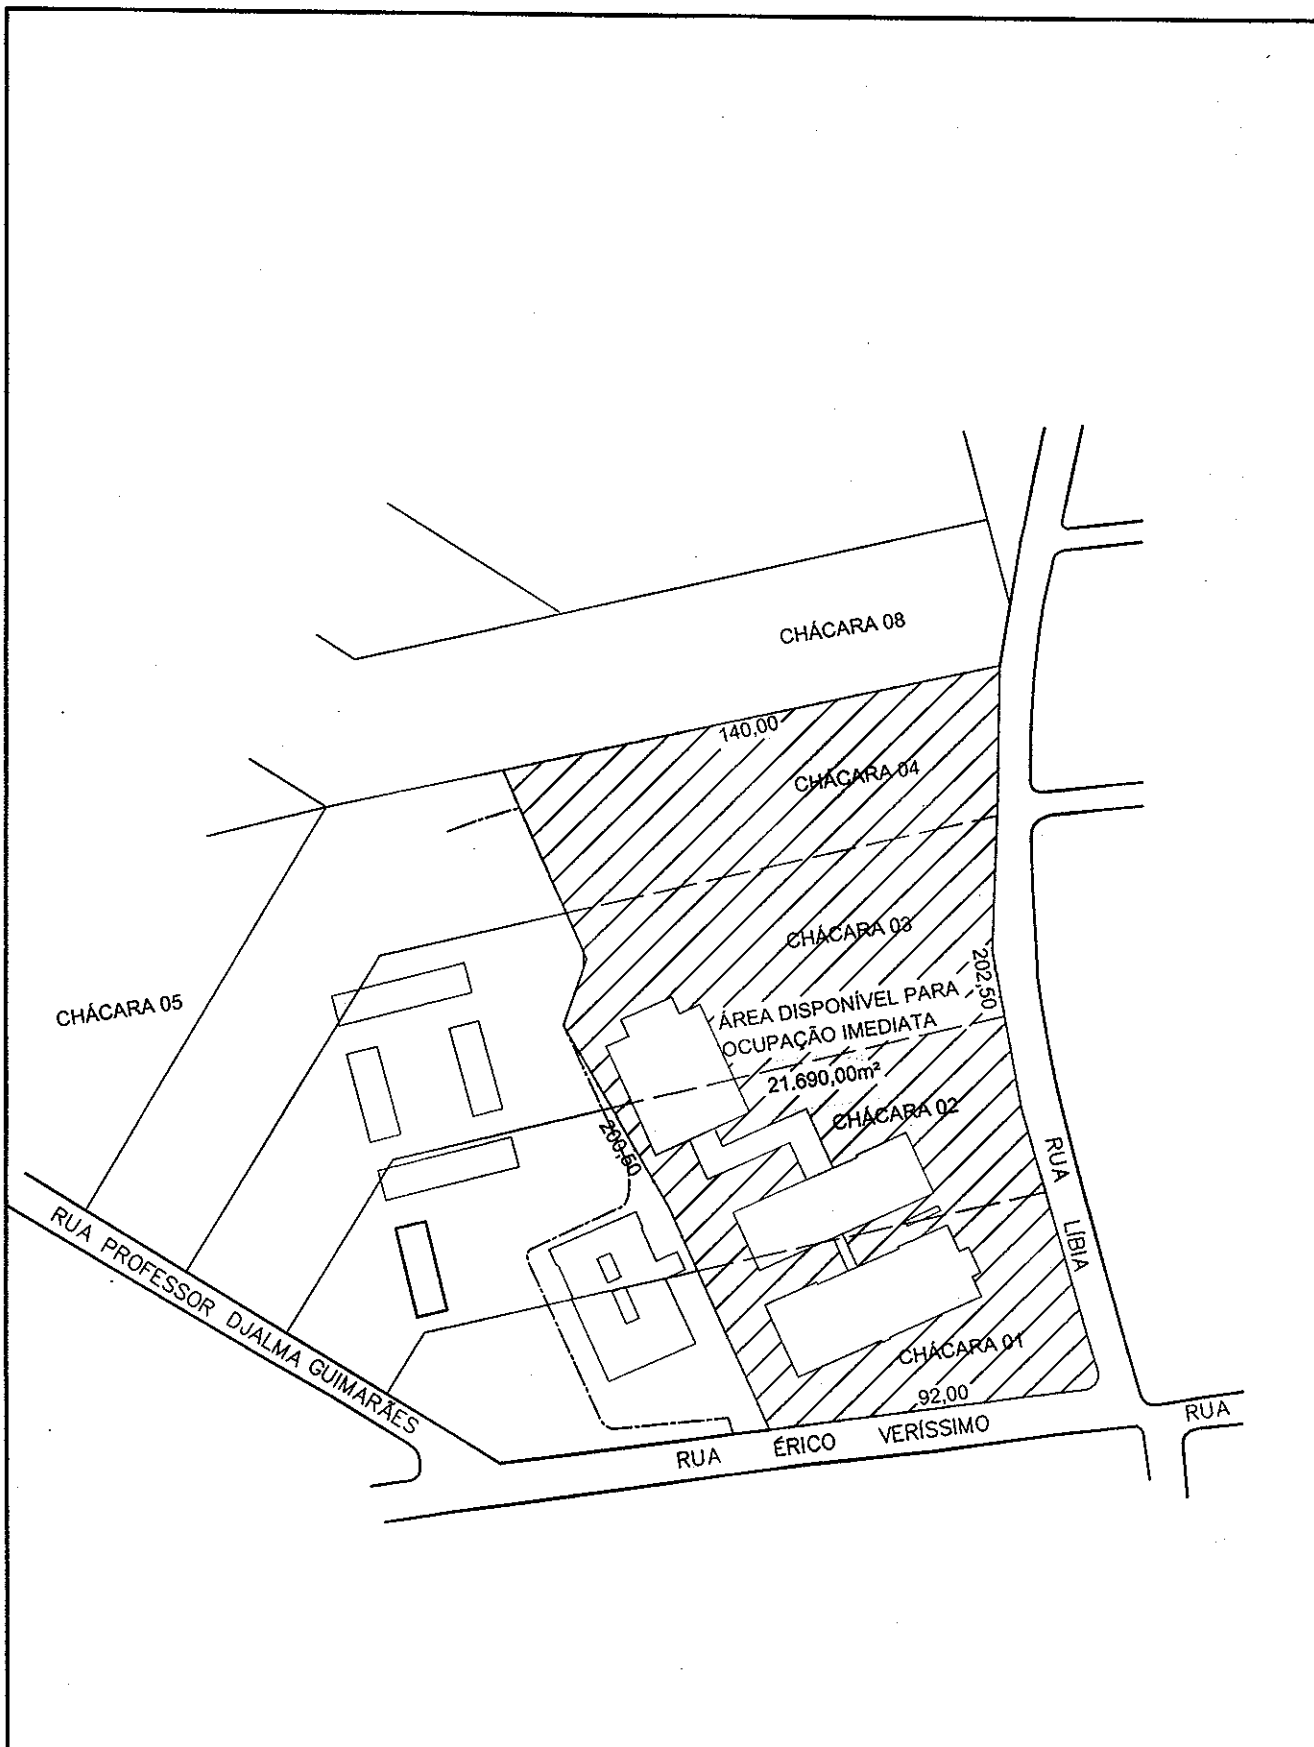 CHÁCARA 08
140,00
CHÁCARA 04
CHÁCARA 03
202,50
CHÁCARA 05
ÁREA DISPONÍVEL PARA
OCUPAÇÃO IMEDIATA
21.690,00m²
CHÁCARA 02
200,50
RUA LÍBIA
RUA PROFESSOR DJALMA GUIMARÃES
CHÁCARA 01
92,00
RUA ÉRICO VERÍSSIMO
RUA